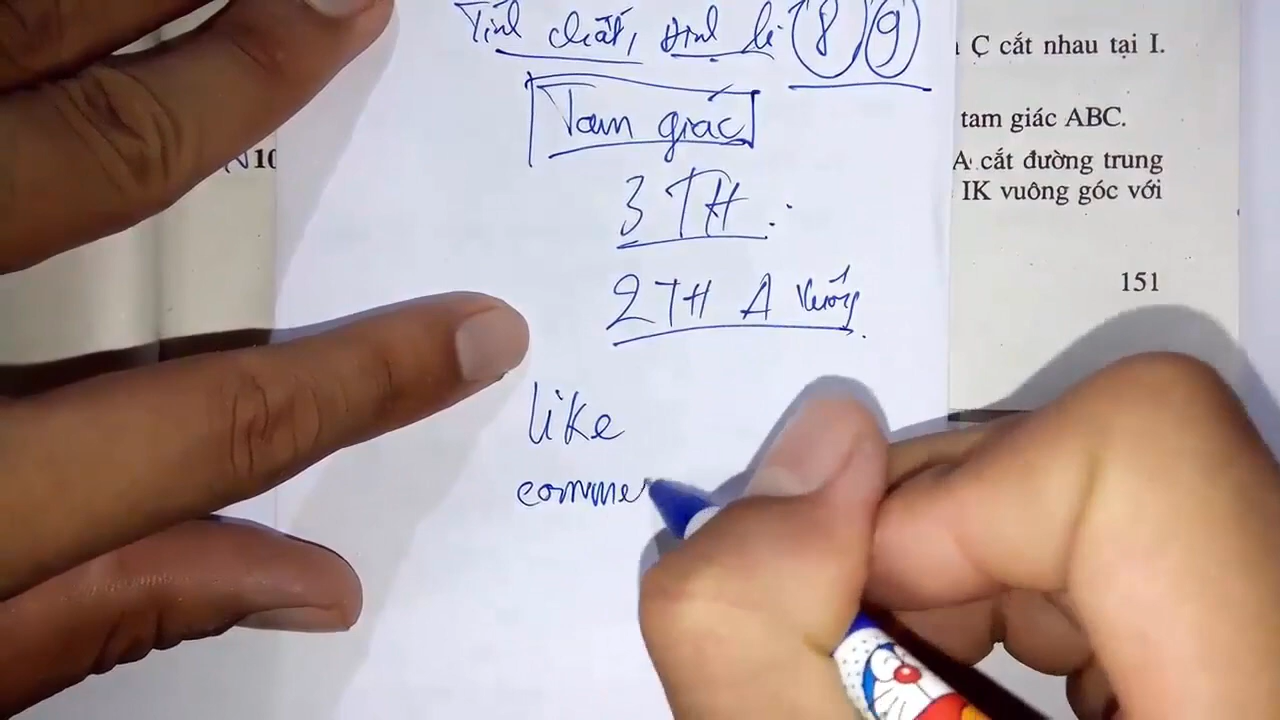 Tính chất, định lí 8 9
Tam giác
3 TH :
2 TH Δ vuông.
like
comme
10
Ç cắt nhau tại I.
tam giác ABC.
A cắt đường trung
IK vuông góc với
151